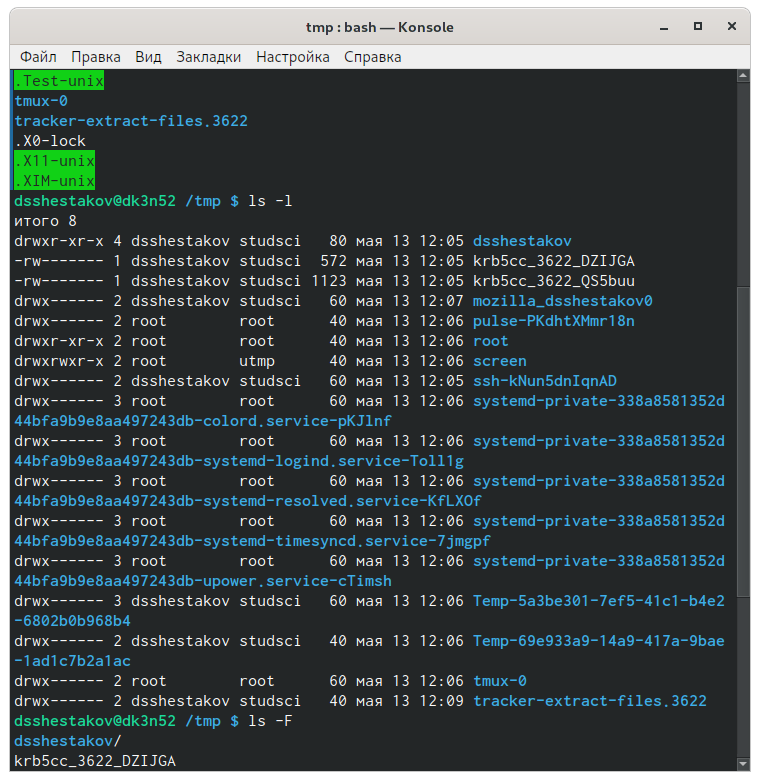 tmp : bash — Konsole
Файл Правка Вид Закладки Настройка Справка
.Test-unix
tmux-0
tracker-extract-files.3622
.X0-lock
.X11-unix
.XIM-unix
dsshestakov@dk3n52 /tmp $ ls -l
итого 8
drwxr-xr-x 4 dsshestakov studsci   80 мая 13 12:05 dsshestakov
-rw------- 1 dsshestakov studsci  572 мая 13 12:05 krb5cc_3622_DZIJGA
-rw------- 1 dsshestakov studsci 1123 мая 13 12:05 krb5cc_3622_QS5buu
drwx------ 2 dsshestakov studsci   60 мая 13 12:07 mozilla_dsshestakov0
drwx------ 2 root        root      40 мая 13 12:06 pulse-PKdhtXMmr18n
drwxr-xr-x 2 root        root      40 мая 13 12:06 root
drwxrwxr-x 2 root        utmp      40 мая 13 12:06 screen
drwx------ 2 dsshestakov studsci   60 мая 13 12:05 ssh-kNun5dnIqnAD
drwx------ 3 root        root      60 мая 13 12:06 systemd-private-338a8581352d
44bfa9b9e8aa497243db-colord.service-pKJlnf
drwx------ 3 root        root      60 мая 13 12:06 systemd-private-338a8581352d
44bfa9b9e8aa497243db-systemd-logind.service-Toll1g
drwx------ 3 root        root      60 мая 13 12:06 systemd-private-338a8581352d
44bfa9b9e8aa497243db-systemd-resolved.service-KfLXOf
drwx------ 3 root        root      60 мая 13 12:06 systemd-private-338a8581352d
44bfa9b9e8aa497243db-systemd-timesyncd.service-7jmgpf
drwx------ 3 root        root      60 мая 13 12:06 systemd-private-338a8581352d
44bfa9b9e8aa497243db-upower.service-cTimsh
drwx------ 3 dsshestakov studsci   60 мая 13 12:06 Temp-5a3be301-7ef5-41c1-b4e2
-6802b0b968b4
drwx------ 2 dsshestakov studsci   40 мая 13 12:06 Temp-69e933a9-14a9-417a-9bae
-1ad1c7b2a1ac
drwx------ 2 root        root      60 мая 13 12:06 tmux-0
drwx------ 2 dsshestakov studsci   40 мая 13 12:09 tracker-extract-files.3622
dsshestakov@dk3n52 /tmp $ ls -F
dsshestakov/
krb5cc_3622_DZIJGA